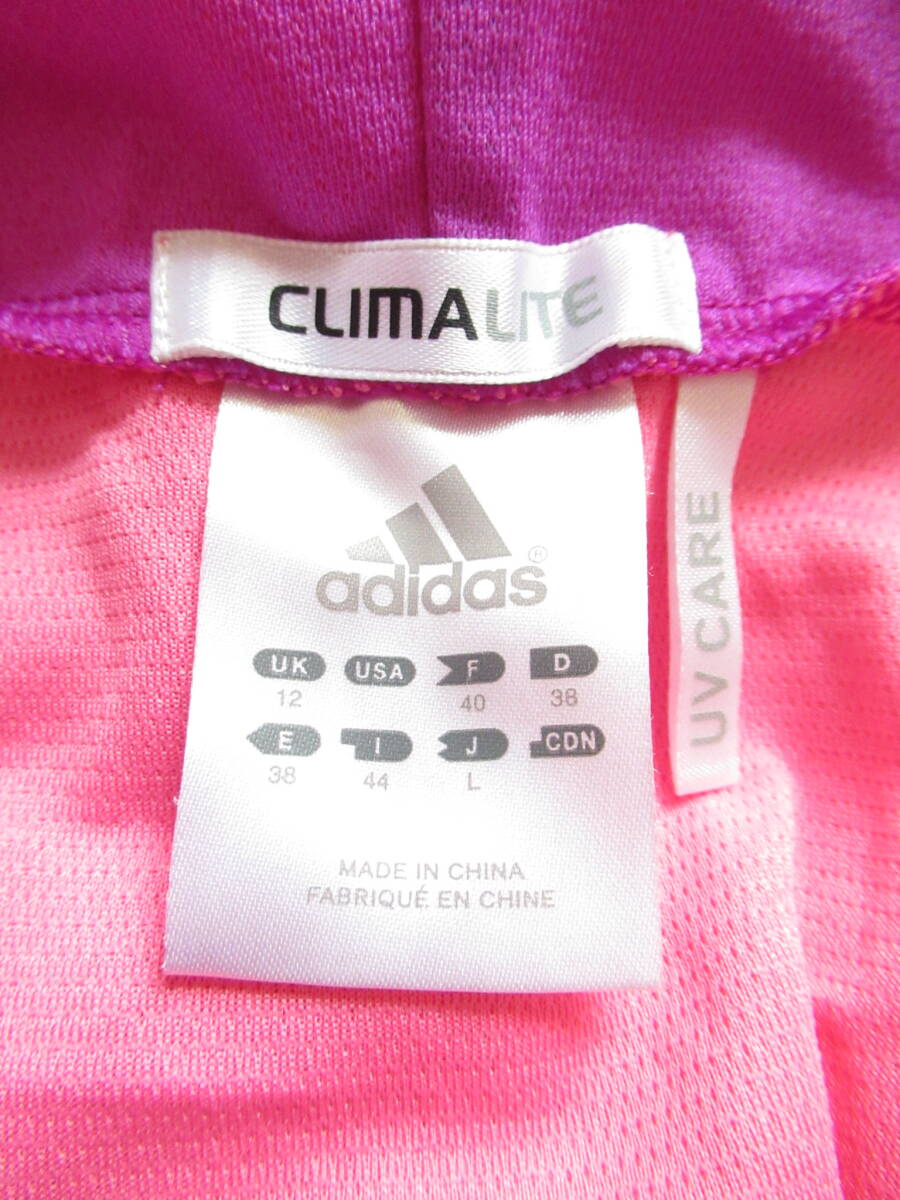 CLIMALITE
adidas®
UK USA F D
12 40 38
E I J CDN
38 44 L
MADE IN CHINA
FABRIQUÉ EN CHINE
UV CARE